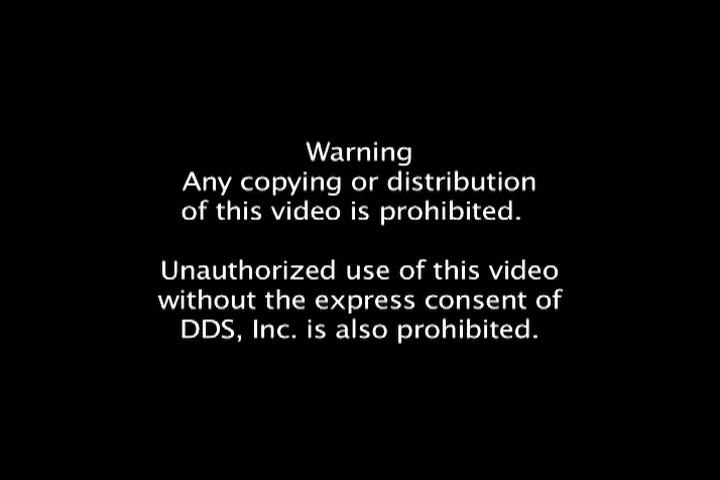 Warning
Any copying or distribution
of this video is prohibited.
Unauthorized use of this video
without the express consent of
DDS, Inc. is also prohibited.